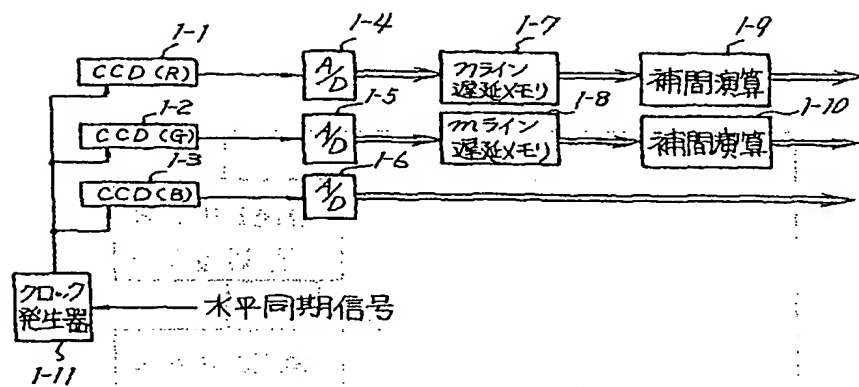 1-1
CCD(R)
1-2
CCD(G)
1-3
CCD(B)
1-4
A/D
1-5
A/D
1-6
A/D
1-7
nライン
遅延メモリ
1-8
mライン
遅延メモリ
1-9
補間演算
1-10
補間演算
クロック
発生器
水平同期信号
1-11